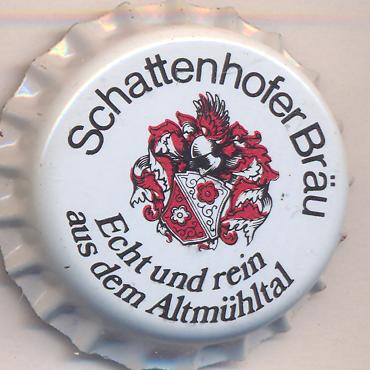 Schattenhofer Bräu
Echt und rein
aus dem Altmühltal